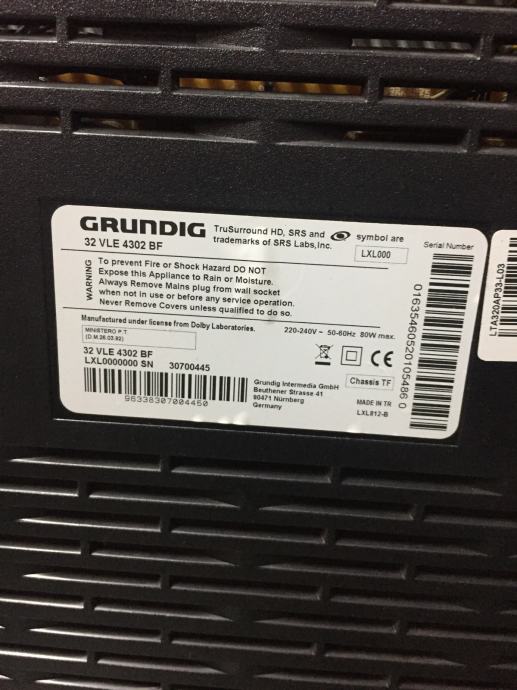 GRUNDIG
32 VLE 4302 BF
TruSurround HD, SRS and symbol are
trademarks of SRS Labs,Inc.
LXL000
Serial Number
WARNING
To prevent Fire or Shock Hazard DO NOT
Expose this Appliance to Rain or Moisture.
Always Remove Mains plug from wall socket
when not in use or before any service operation.
Never Remove Covers unless qualified to do so.
Manufactured under license from Dolby Laboratories.
220-240V ~ 50-60Hz 80W max.
MINISTERO P.T
(D.M.26.03.92)
32 VLE 4302 BF
LXL0000000 SN 30700445
96338307004450
Grundig Intermedia GmbH
Beuthener Strasse 41
90471 Nürnberg
Germany
CE
Chassis TF
MADE IN TR
LXL812-B
01635460520105486 0
LTA320AP33-L03